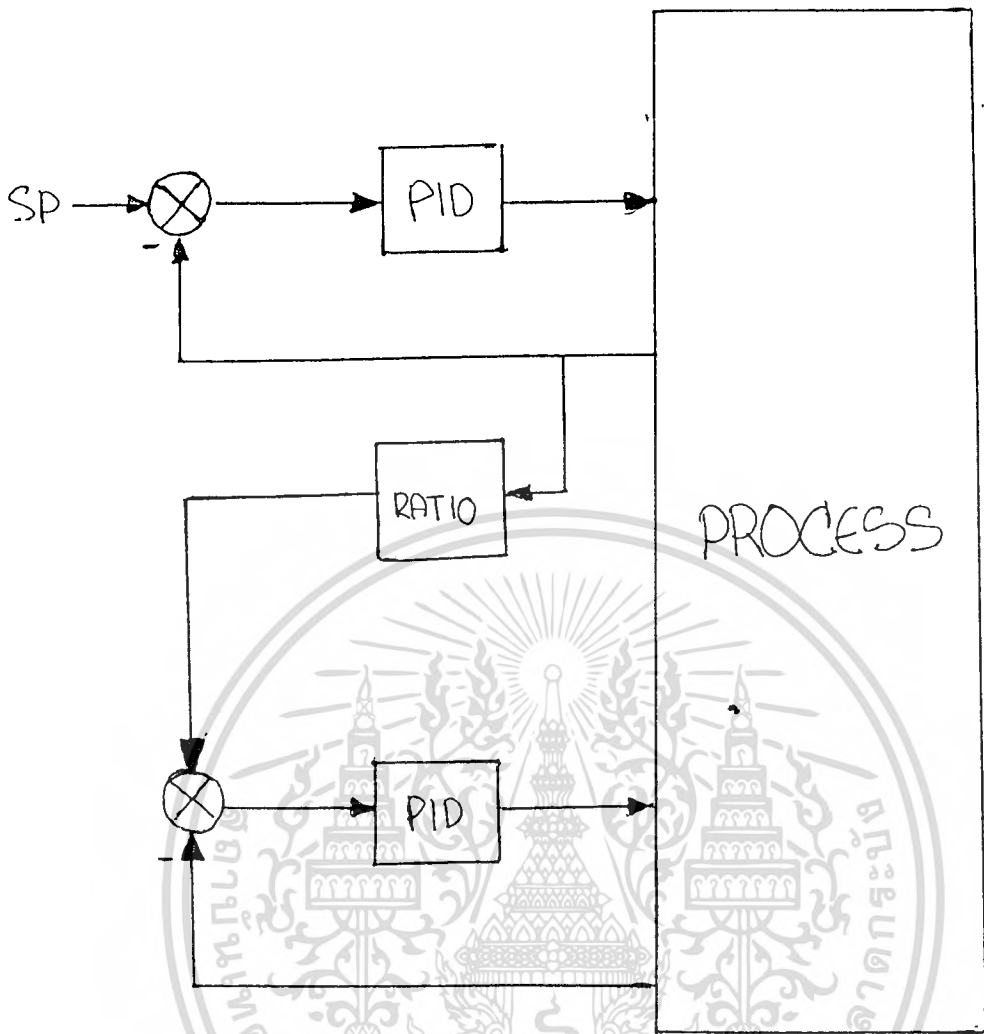 SP
-
PID
RATIO
PROCESS
-
PID